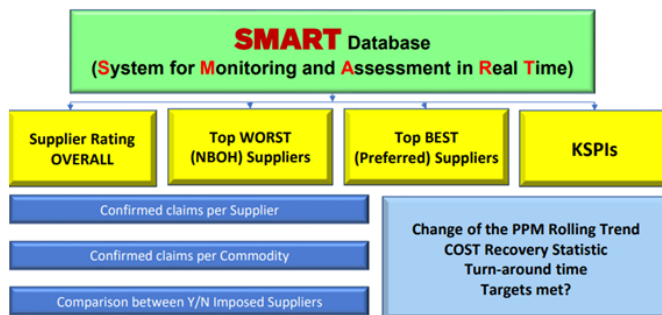 SMART Database
(System for Monitoring and Assessment in Real Time)
Supplier Rating
OVERALL
Top WORST
(NBOH) Suppliers
Top BEST
(Preferred) Suppliers
KSPIs
Confirmed claims per Supplier
Confirmed claims per Commodity
Comparison between Y/N Imposed Suppliers
Change of the PPM Rolling Trend
COST Recovery Statistic
Turn-around time
Targets met?